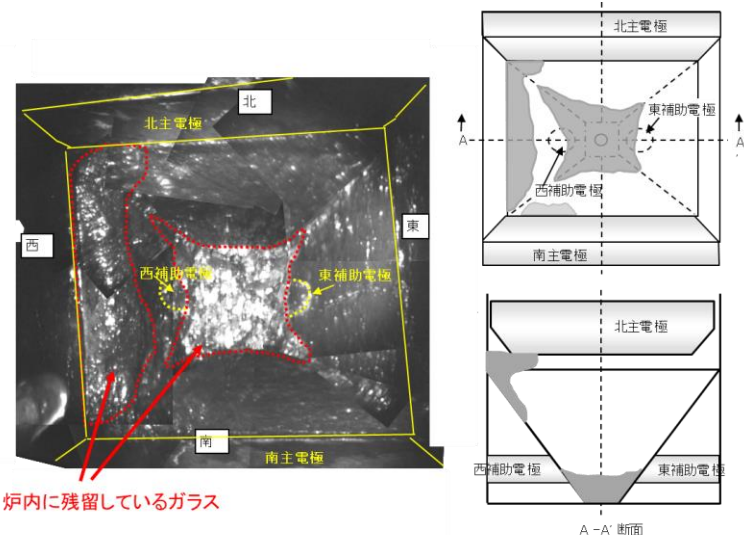 北
北主電極
西
東
西補助電極
東補助電極
南
南主電極
炉内に残留しているガラス
北主電極
東補助電極
A
A
西補助電極
南主電極
北主電極
西補助電極
東補助電極
A-A' 断面